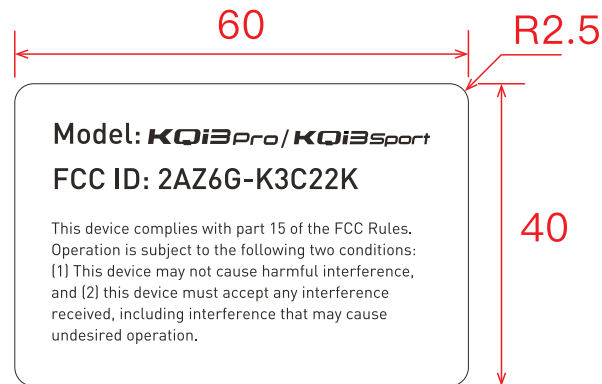 60
R2.5
Model: KQi3Pro/KQi3Sport
FCC ID: 2AZ6G-K3C22K
40
This device complies with part 15 of the FCC Rules.
Operation is subject to the following two conditions:
(1) This device may not cause harmful interference,
and (2) this device must accept any interference
received, including interference that may cause
undesired operation.